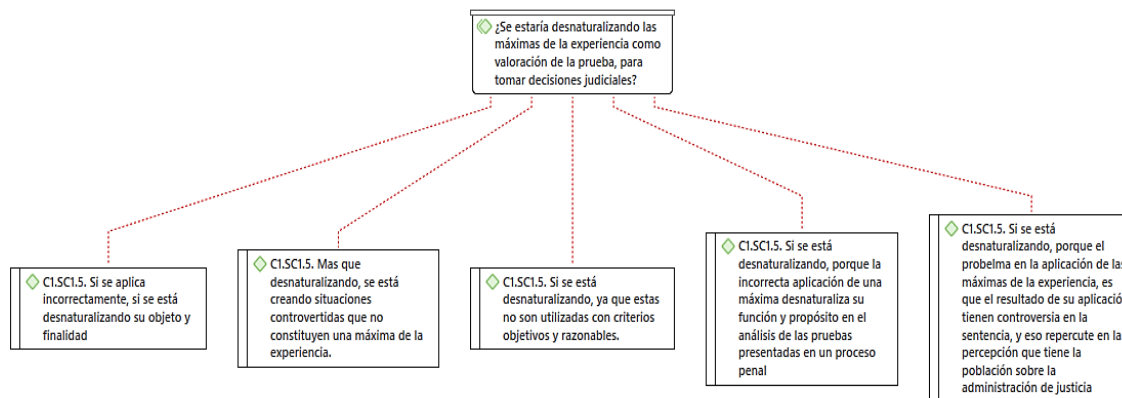 ¿Se estaría desnaturalizando las
máximas de la experiencia como
valoración de la prueba, para
tomar decisiones judiciales?
C1.SC1.5. Si se aplica
incorrectamente, si se está
desnaturalizando su objeto y
finalidad
C1.SC1.5. Mas que
desnaturalizando, se está
creando situaciones
controvertidas que no
constituyen una máxima de la
experiencia.
C1.SC1.5. Si se está
desnaturalizando, ya que estas
no son utilizadas con criterios
objetivos y razonables.
C1.SC1.5. Si se está
desnaturalizando, porque la
incorrecta aplicación de una
máxima desnaturaliza su
función y propósito en el
análisis de las pruebas
presentadas en un proceso
penal
C1.SC1.5. Si se está
desnaturalizando, porque el
probelma en la aplicación de las
máximas de la experiencia, es
que el resultado de su aplicació
tienen controversia en la
sentencia, y eso repercute en la
percepción que tiene la
población sobre la
administración de justicia